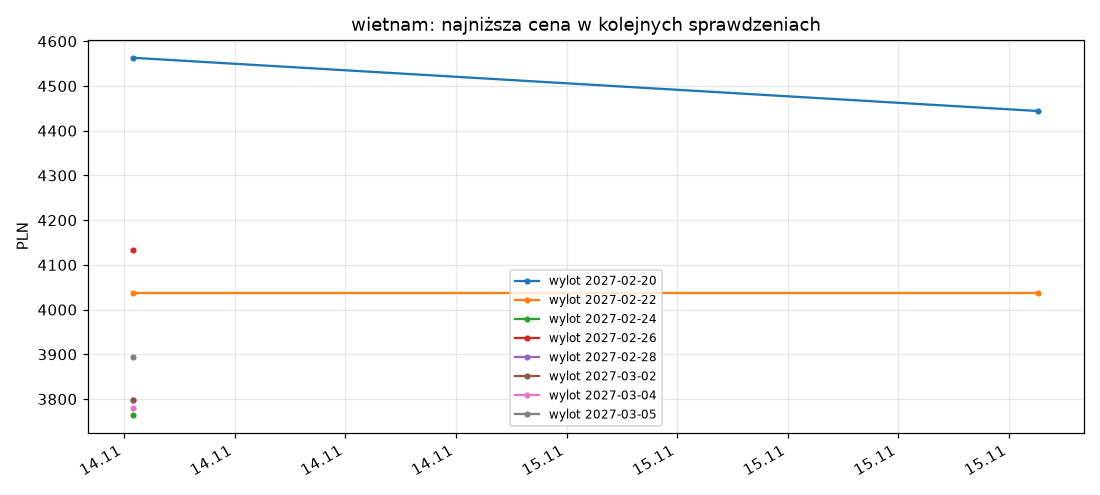 wietnam: najniższa cena w kolejnych sprawdzeniach
4600
4500
4400
4300
4200
4100
4000
3900
3800
PLN
wylot 2027-02-20
wylot 2027-02-22
wylot 2027-02-24
wylot 2027-02-26
wylot 2027-02-28
wylot 2027-03-02
wylot 2027-03-04
wylot 2027-03-05
14.11 14.11 14.11 14.11 15.11 15.11 15.11 15.11 15.11